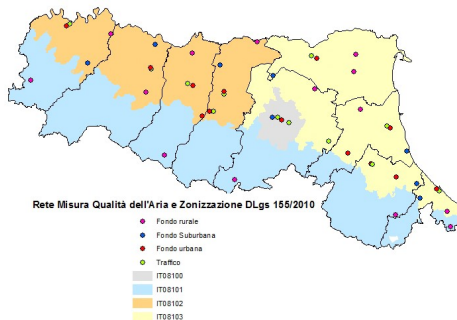 Rete Misura Qualità dell'Aria e Zonizzazione DLgs 155/2010
Fondo rurale
Fondo Suburbana
Fondo urbana
Traffico
IT08100
IT08101
IT08102
IT08103